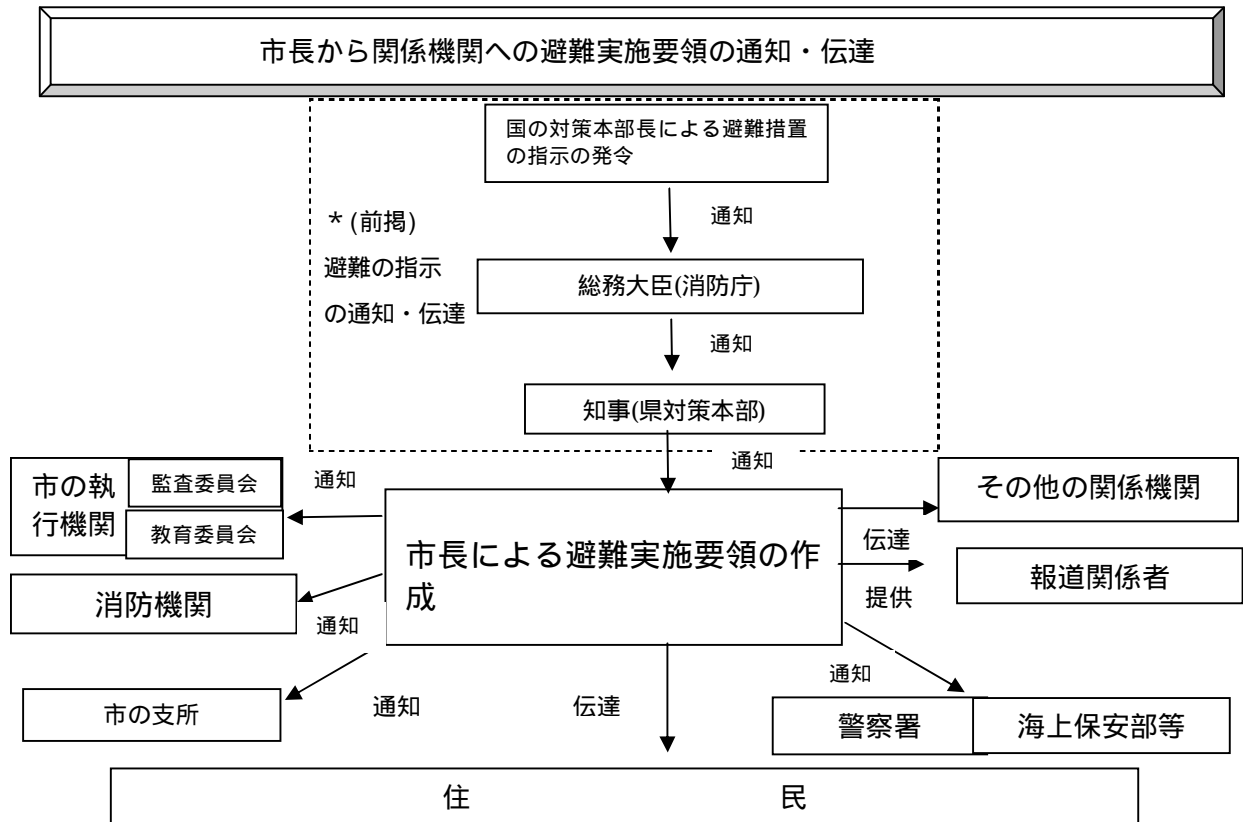 市長から関係機関への避難実施要領の通知・伝達
国の対策本部長による避難措置
の指示の発令
通知
＊(前掲)
避難の指示
の通知・伝達
総務大臣(消防庁)
通知
知事(県対策本部)
通知
市の執
行機関
監査委員会
教育委員会
通知
市長による避難実施要領の作
成
その他の関係機関
伝達
報道関係者
提供
消防機関
通知
市の支所
通知
伝達
通知
警察署
海上保安部等
住民